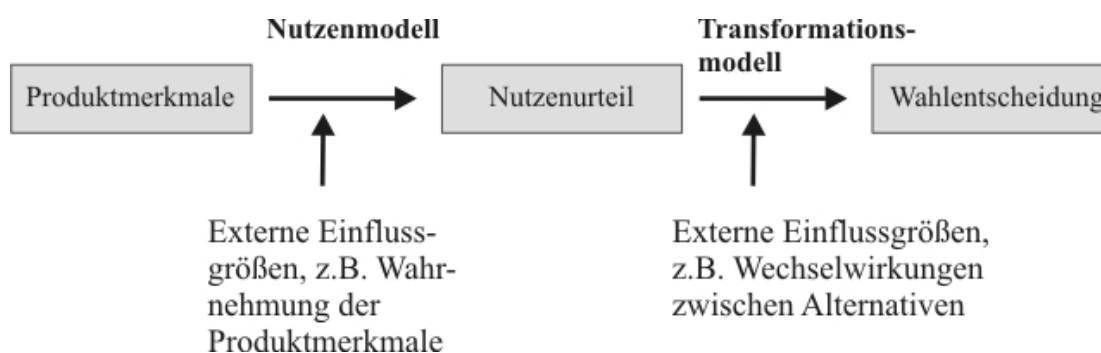 Nutzenmodell
Transformations-
modell
Produktmerkmale
Nutzenurteil
Wahlentscheidung
Externe Einfluss-
größen, z.B. Wahr-
nehmung der
Produktmerkmale
Externe Einflussgrößen,
z.B. Wechselwirkungen
zwischen Alternativen